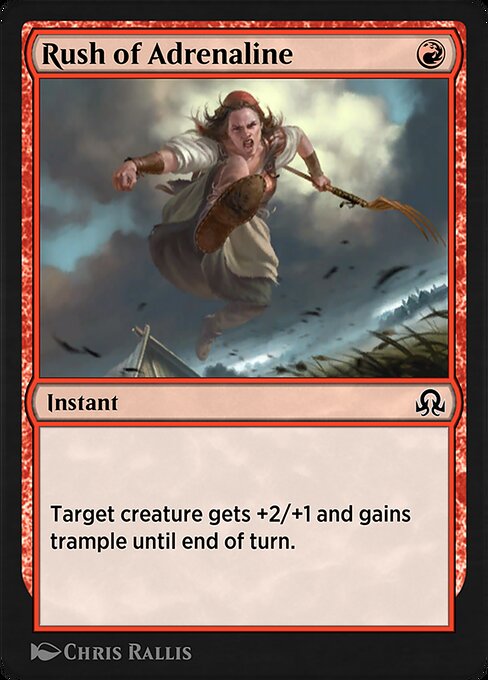 Rush of Adrenaline
Instant
Target creature gets +2/+1 and gains
trample until end of turn.
Chris Rallis